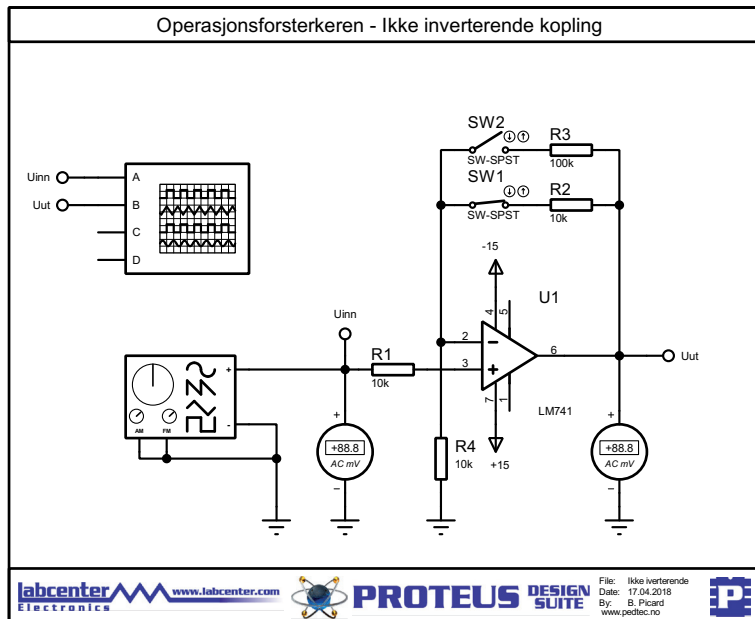 Operasjonsforsterkeren - Ikke inverterende kopling
SW2
SW-SPST
R3
100k
SW1
SW-SPST
R2
10k
Uinn
Uut
A
B
C
D
-15
U1
4
5
2
3
6
7
1
LM741
+15
Uut
Uinn
R1
10k
R4
10k
+
-
AM
FM
+
+88.8
AC mV
−
+
+88.8
AC mV
−
labcenter www.labcenter.com
Electronics
PROTEUS DESIGN SUITE
File: Ikke iverterende
Date: 17.04.2018
By: B. Picard
www.pedtec.no
P